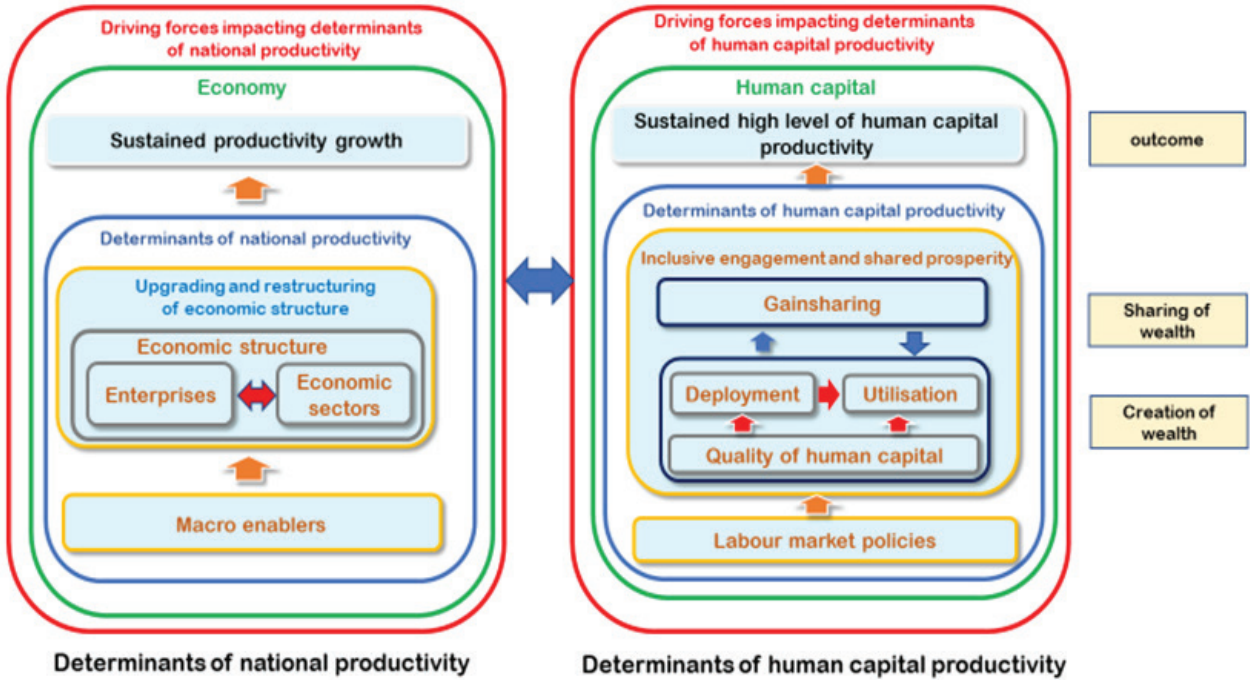 Driving forces impacting determinants
of national productivity
Economy
Sustained productivity growth
Determinants of national productivity
Upgrading and restructuring
of economic structure
Economic structure
Enterprises
Economic
sectors
Macro enablers
Determinants of national productivity
Driving forces impacting determinants
of human capital productivity
Human capital
Sustained high level of human capital
productivity
Determinants of human capital productivity
Inclusive engagement and shared prosperity
Gainsharing
Deployment
Utilisation
Quality of human capital
Labour market policies
Determinants of human capital productivity
outcome
Sharing of
wealth
Creation of
wealth